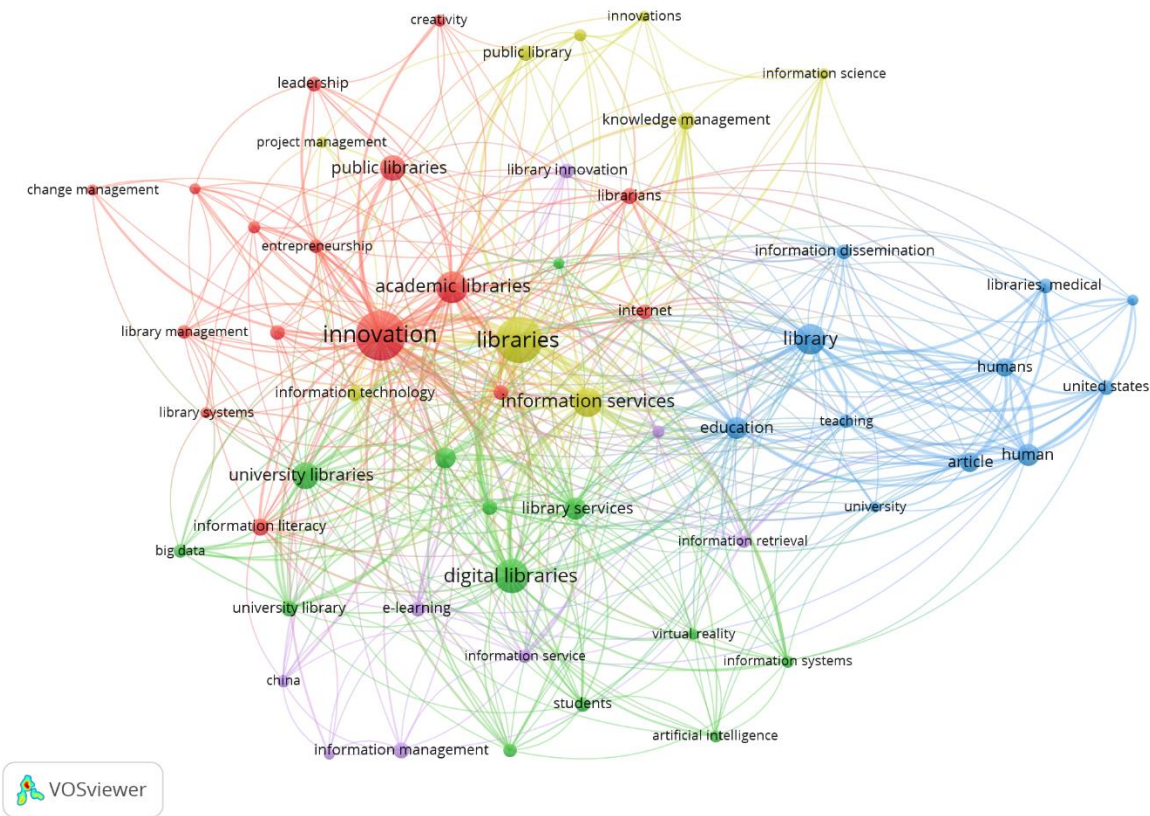 creativity
innovations
public library
information science
leadership
knowledge management
project management
public libraries
library innovation
change management
librarians
entrepreneurship
information dissemination
academic libraries
libraries, medical
internet
library management
innovation
libraries
library
humans
united states
information technology
information services
library systems
education
teaching
article
human
university libraries
library services
university
information literacy
information retrieval
big data
digital libraries
university library
e-learning
virtual reality
information service
information systems
china
students
artificial intelligence
information management
VOSviewer